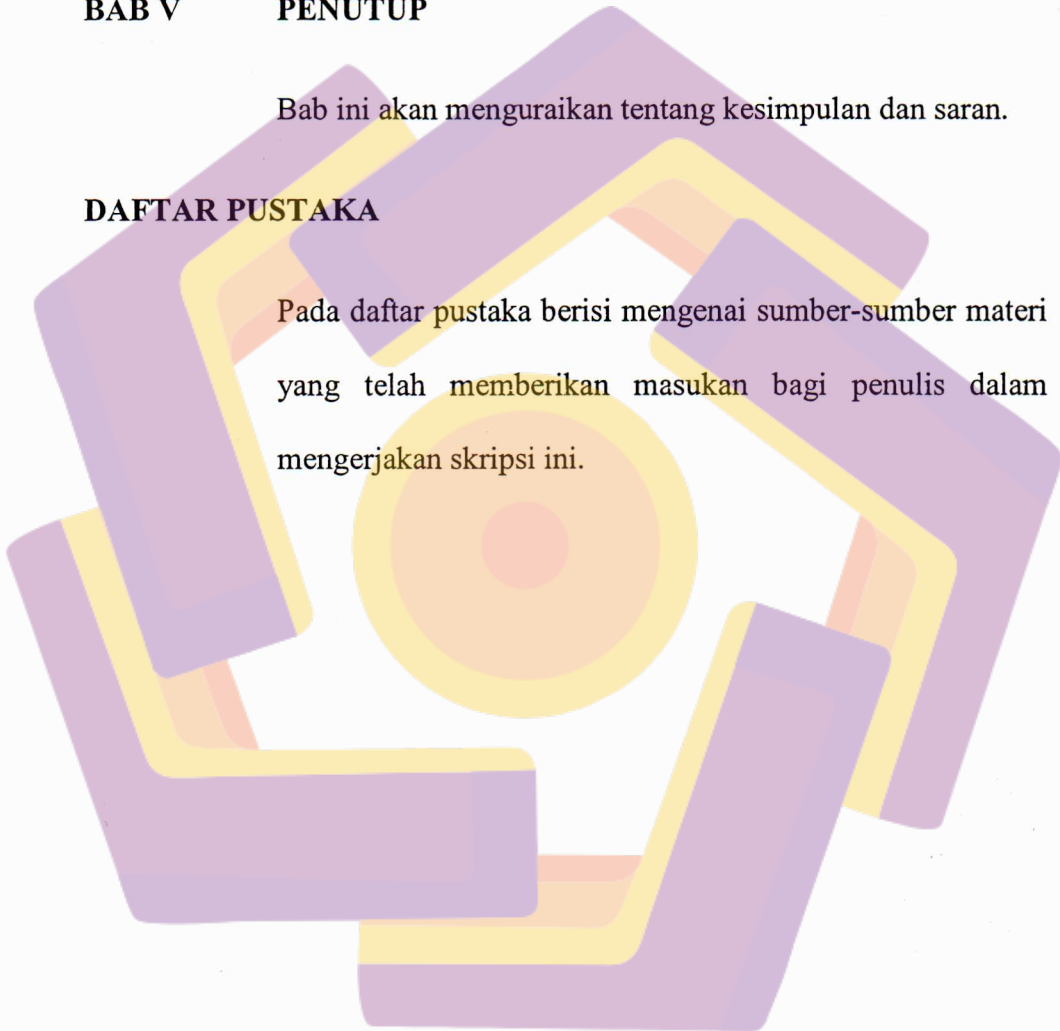 BAB V PENUTUP
Bab ini akan menguraikan tentang kesimpulan dan saran.
DAFTAR PUSTAKA
Pada daftar pustaka berisi mengenai sumber-sumber materi
yang telah memberikan masukan bagi penulis dalam
mengerjakan skripsi ini.